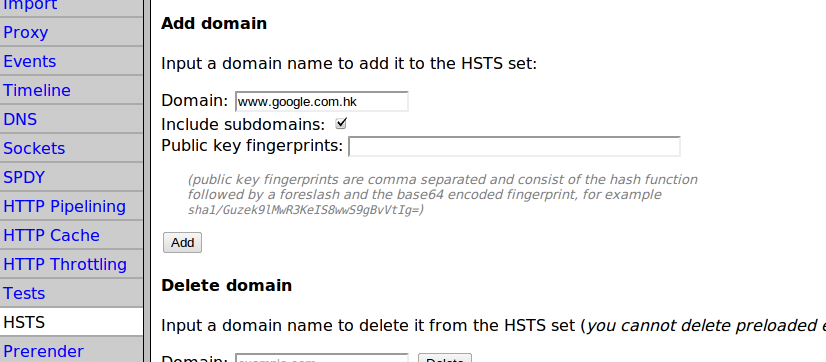 Import
Proxy
Events
Timeline
DNS
Sockets
SPDY
HTTP Pipelining
HTTP Cache
HTTP Throttling
Tests
HSTS
Prerender
Add domain
Input a domain name to add it to the HSTS set:
Domain: www.google.com.hk
Include subdomains:
Public key fingerprints:
(public key fingerprints are comma separated and consist of the hash function
followed by a foreslash and the base64 encoded fingerprint, for example
sha1/Guzek9lMwR3KeIS8wwS9gBvVtIg=)
Add
Delete domain
Input a domain name to delete it from the HSTS set (you cannot delete preloaded e
Domain: example.com Delete